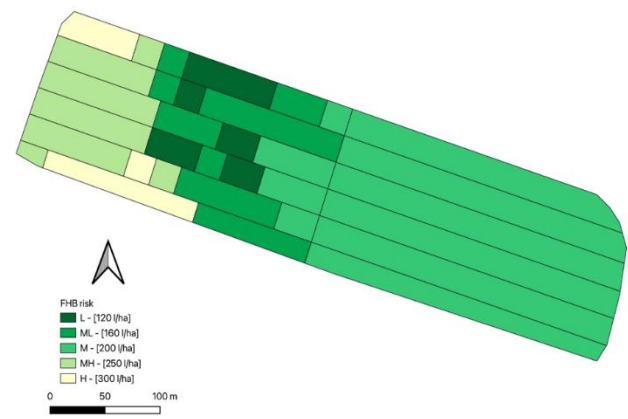 FHB risk
L - [120 l/ha]
ML - [160 l/ha]
M - [200 l/ha]
MH - [250 l/ha]
H - [300 l/ha]
0 50 100 m